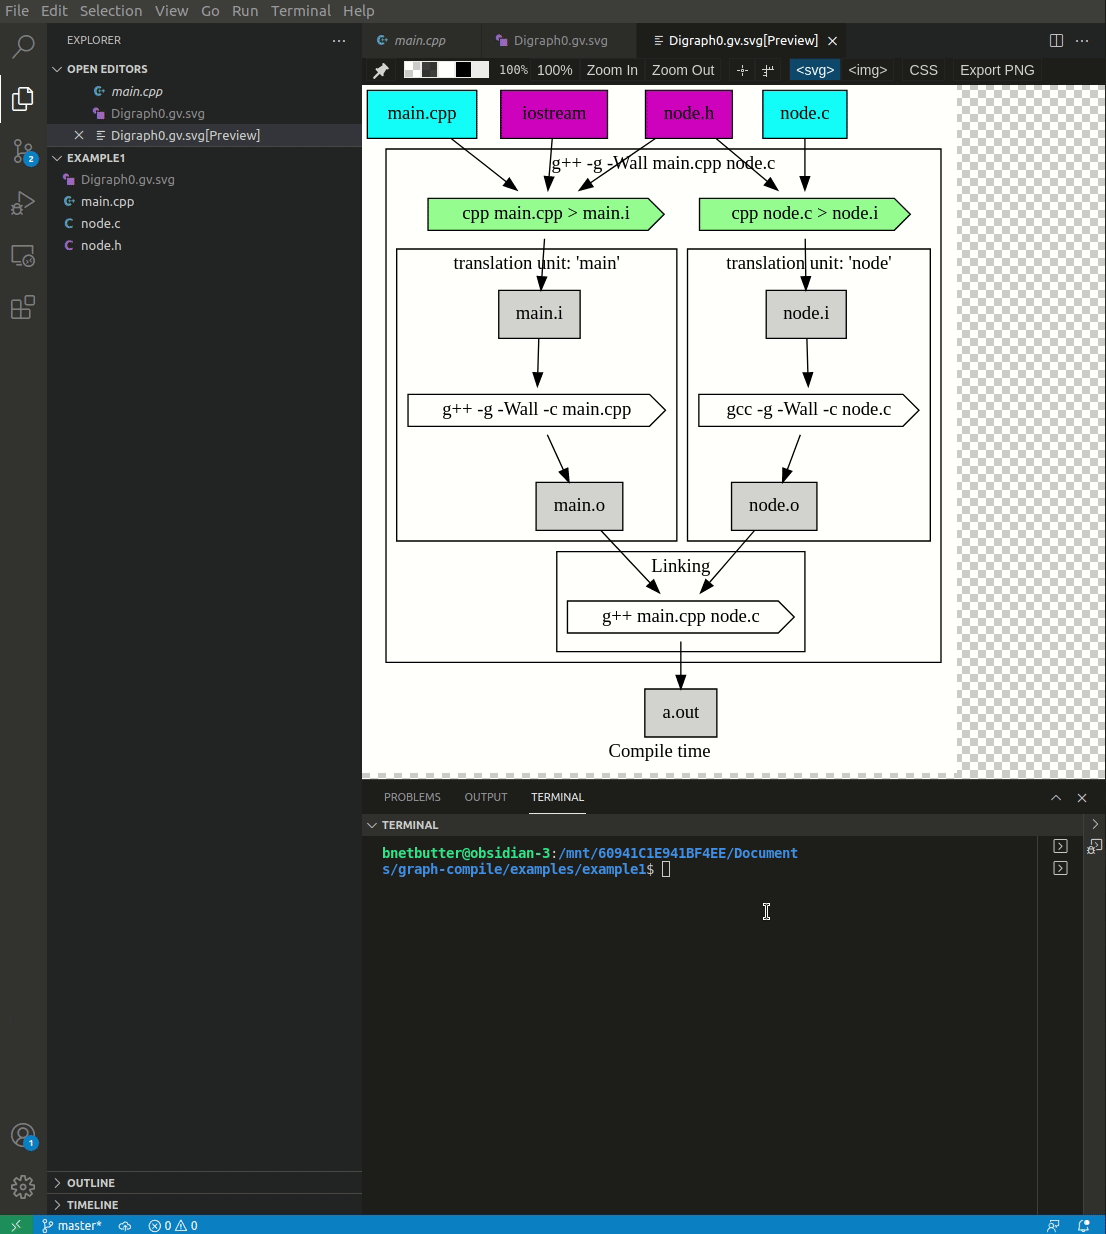 File Edit Selection View Go Run Terminal Help
EXPLORER
OPEN EDITORS
main.cpp
Digraph0.gv.svg
Digraph0.gv.svg[Preview]
EXAMPLE1
Digraph0.gv.svg
main.cpp
node.c
node.h
main.cpp Digraph0.gv.svg Digraph0.gv.svg[Preview]
100% 100% Zoom In Zoom Out <svg> <img> CSS Export PNG
main.cpp iostream node.h node.c
g++ -g -Wall main.cpp node.c
cpp main.cpp > main.i cpp node.c > node.i
translation unit: 'main' translation unit: 'node'
main.i node.i
g++ -g -Wall -c main.cpp gcc -g -Wall -c node.c
main.o node.o
Linking
g++ main.cpp node.c
a.out
Compile time
PROBLEMS OUTPUT TERMINAL
TERMINAL
bnetbutter@obsidian-3:/mnt/60941C1E941BF4EE/Document
s/graph-compile/examples/example1$
OUTLINE
TIMELINE
2
1
master* 0 0